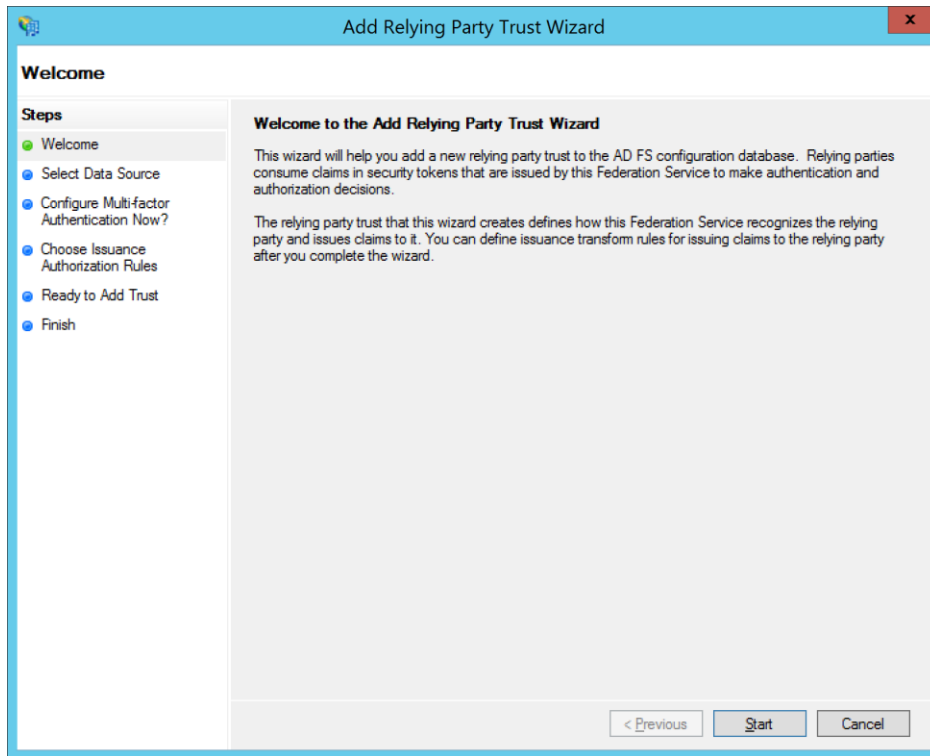 Add Relying Party Trust Wizard
x
Welcome
Steps
Welcome
Select Data Source
Configure Multi-factor
Authentication Now?
Choose Issuance
Authorization Rules
Ready to Add Trust
Finish
Welcome to the Add Relying Party Trust Wizard
This wizard will help you add a new relying party trust to the AD FS configuration database. Relying parties
consume claims in security tokens that are issued by this Federation Service to make authentication and
authorization decisions.
The relying party trust that this wizard creates defines how this Federation Service recognizes the relying
party and issues claims to it. You can define issuance transform rules for issuing claims to the relying party
after you complete the wizard.
< Previous
Start
Cancel